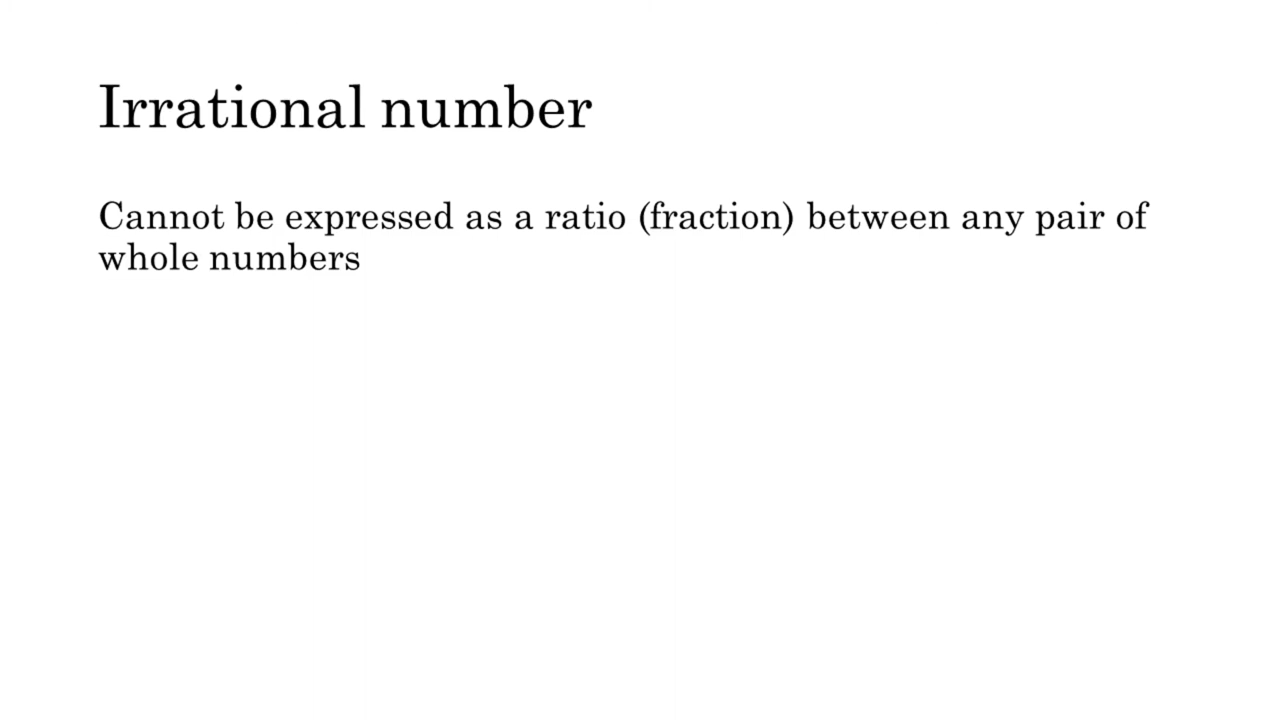 Irrational number
Cannot be expressed as a ratio (fraction) between any pair of
whole numbers